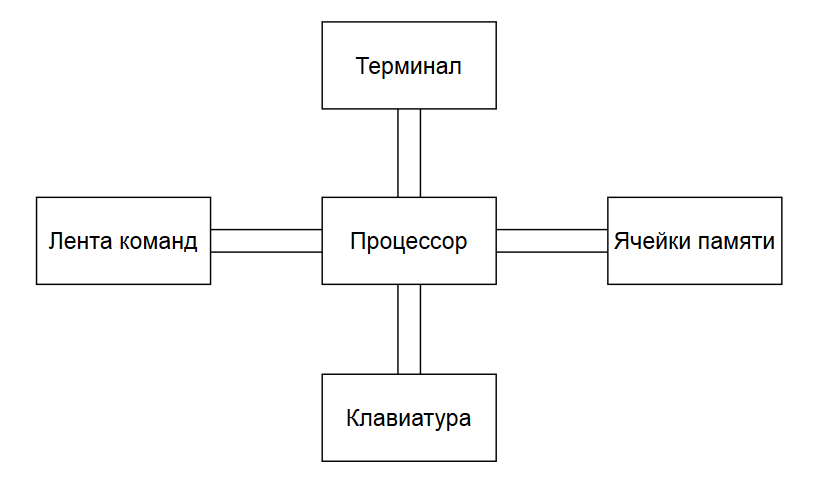 Терминал
Лента команд
Процессор
Ячейки памяти
Клавиатура